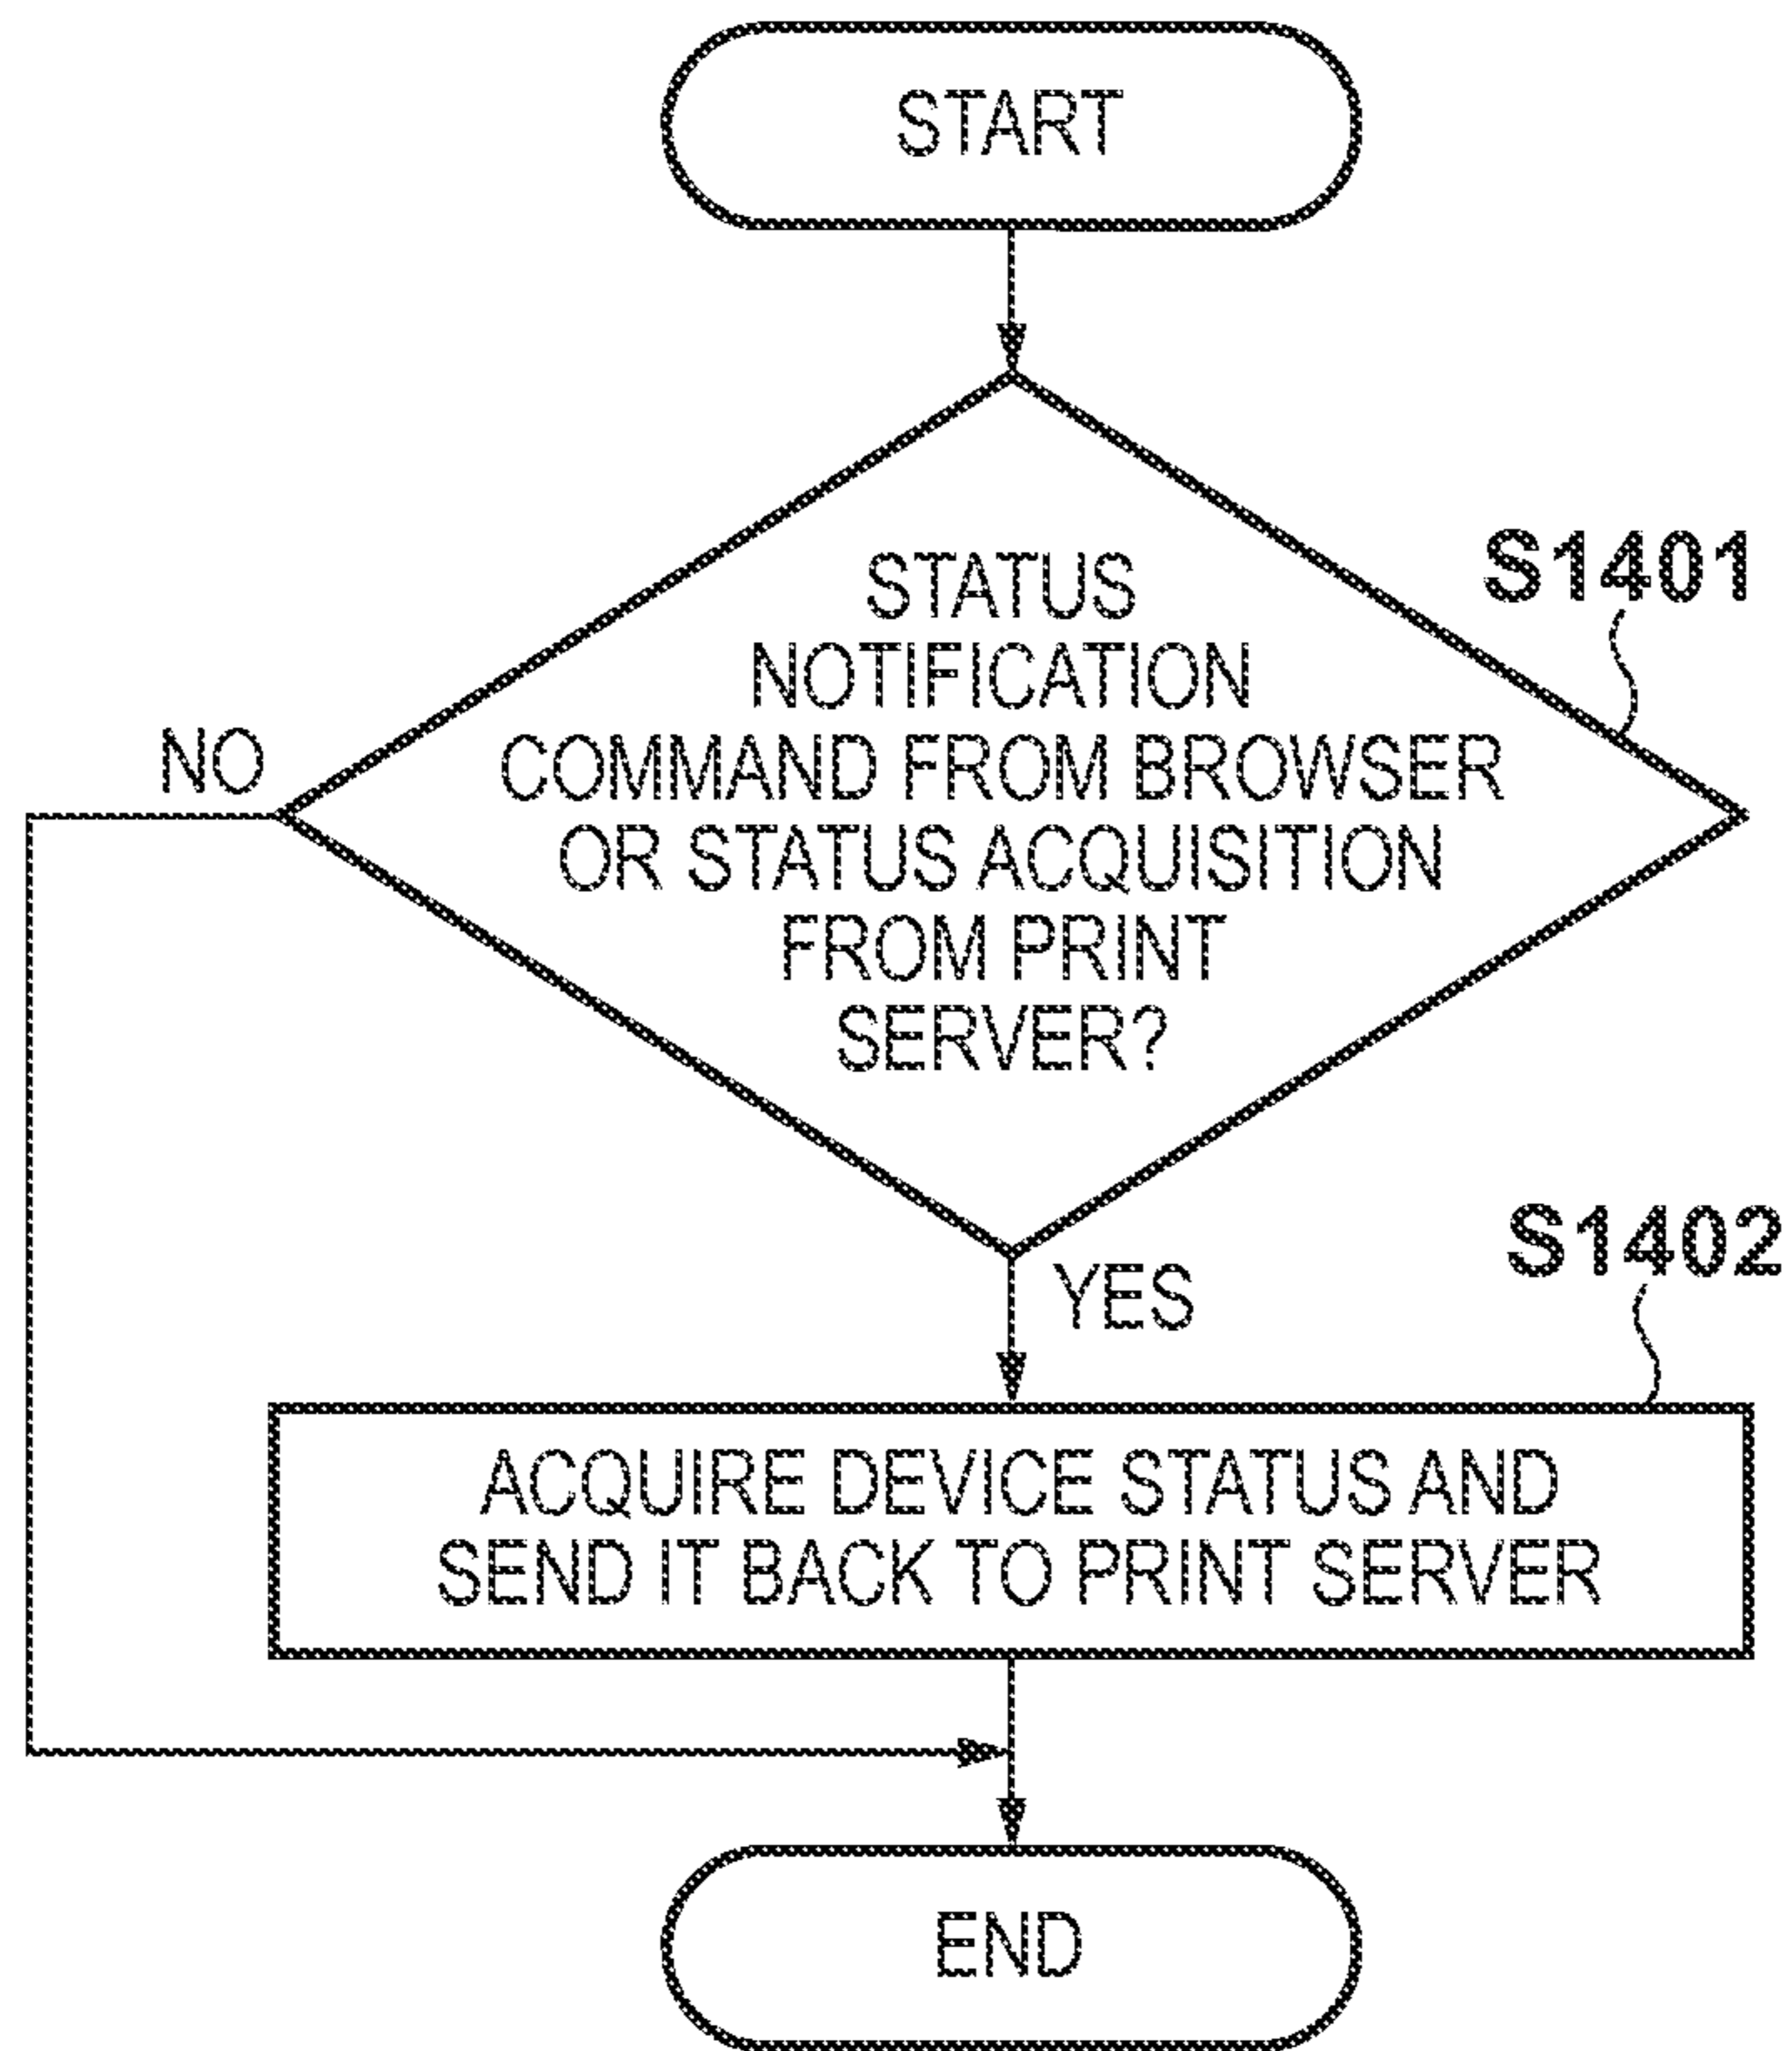 START
S1401
STATUS
NOTIFICATION
COMMAND FROM BROWSER
OR STATUS ACQUISITION
FROM PRINT
SERVER?
NO
YES
S1402
ACQUIRE DEVICE STATUS AND
SEND IT BACK TO PRINT SERVER
END